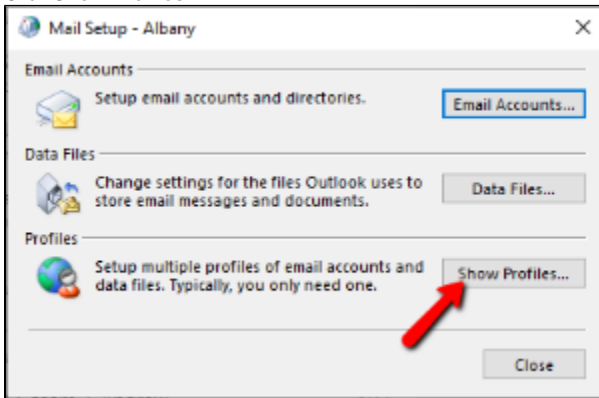 Mail Setup - Albany
Email Accounts
Setup email accounts and directories.
Email Accounts...
Data Files
Change settings for the files Outlook uses to
store email messages and documents.
Data Files...
Profiles
Setup multiple profiles of email accounts and
data files. Typically, you only need one.
Show Profiles...
Close